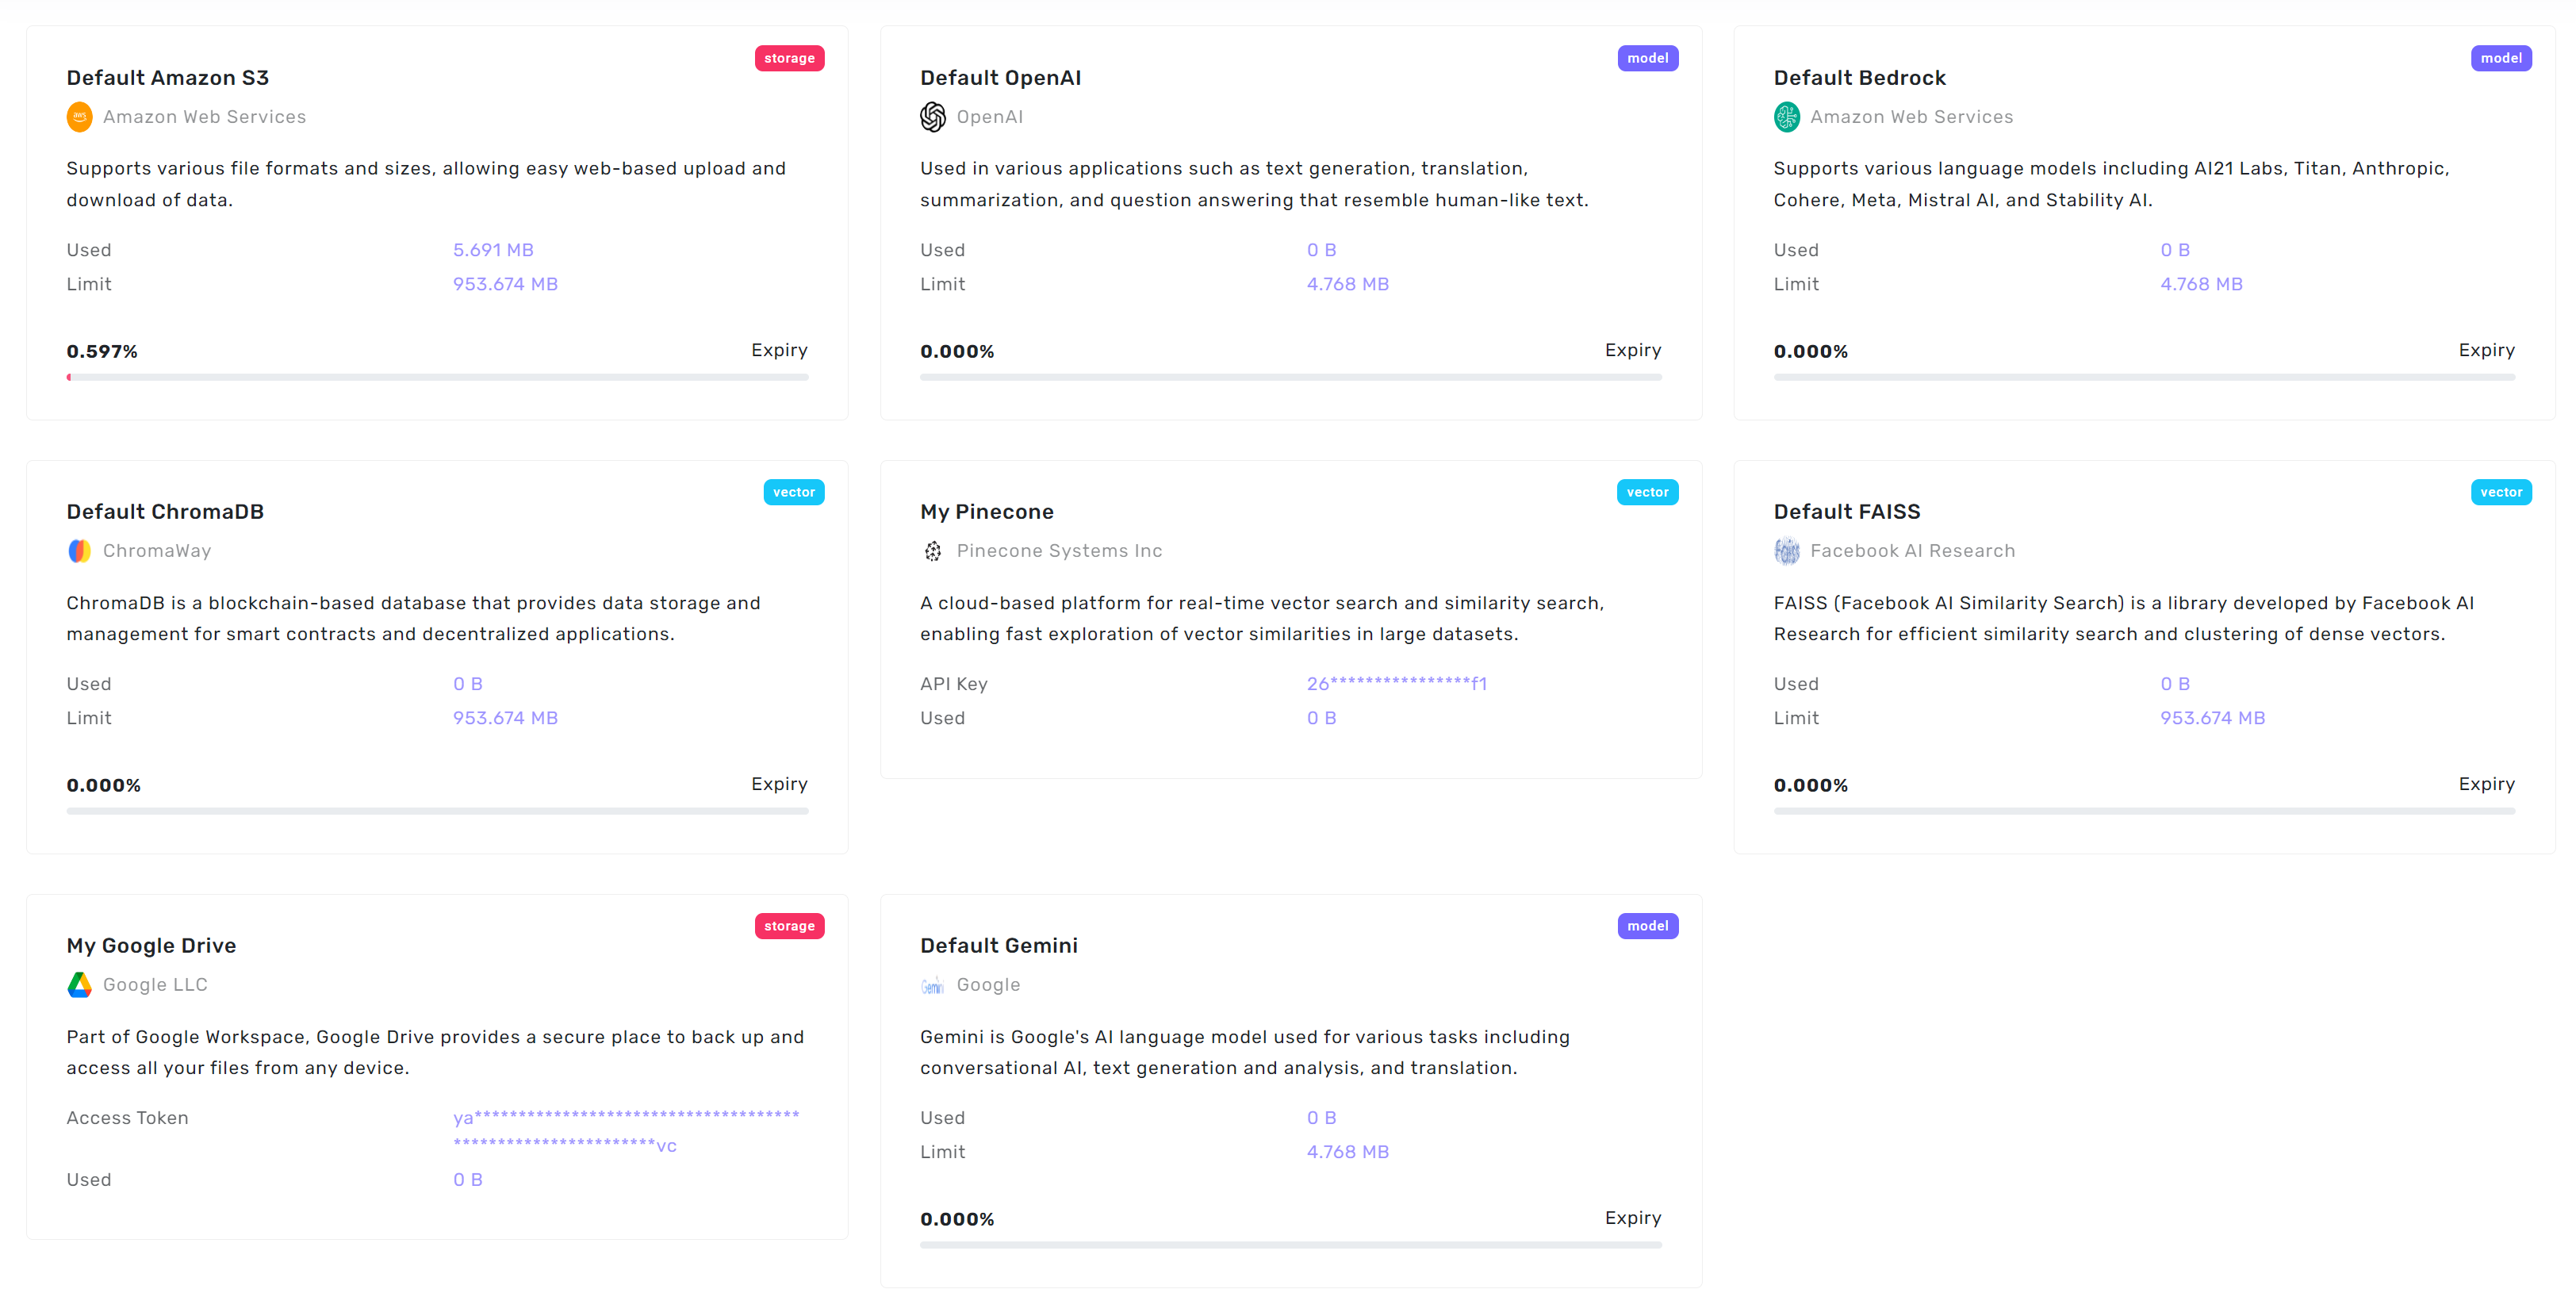 storage
Default Amazon S3
aws
Amazon Web Services
Supports various file formats and sizes, allowing easy web-based upload and
download of data.
Used 5.691 MB
Limit 953.674 MB
0.597% Expiry
model
Default OpenAI
OpenAI
Used in various applications such as text generation, translation,
summarization, and question answering that resemble human-like text.
Used 0 B
Limit 4.768 MB
0.000% Expiry
model
Default Bedrock
Amazon Web Services
Supports various language models including AI21 Labs, Titan, Anthropic,
Cohere, Meta, Mistral AI, and Stability AI.
Used 0 B
Limit 4.768 MB
0.000% Expiry
vector
Default ChromaDB
ChromaWay
ChromaDB is a blockchain-based database that provides data storage and
management for smart contracts and decentralized applications.
Used 0 B
Limit 953.674 MB
0.000% Expiry
vector
My Pinecone
Pinecone Systems Inc
A cloud-based platform for real-time vector search and similarity search,
enabling fast exploration of vector similarities in large datasets.
API Key 26****************f1
Used 0 B
vector
Default FAISS
Facebook AI Research
FAISS (Facebook AI Similarity Search) is a library developed by Facebook AI
Research for efficient similarity search and clustering of dense vectors.
Used 0 B
Limit 953.674 MB
0.000% Expiry
storage
My Google Drive
Google LLC
Part of Google Workspace, Google Drive provides a secure place to back up and
access all your files from any device.
Access Token ya*************************************
***********************vc
Used 0 B
model
Default Gemini
Gemini Google
Gemini is Google's AI language model used for various tasks including
conversational AI, text generation and analysis, and translation.
Used 0 B
Limit 4.768 MB
0.000% Expiry